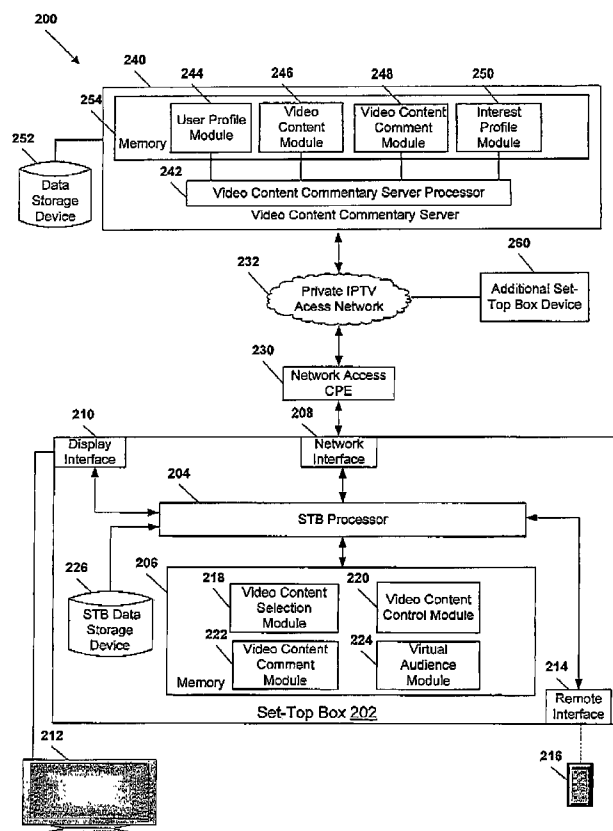 200
240
244
246
248
250
254
User Profile
Module
Video
Content
Module
Video Content
Comment
Module
Interest
Profile
Module
Memory
252
Data
Storage
Device
242
Video Content Commentary Server Processor
Video Content Commentary Server
232
Private IPTV
Acess Network
260
Additional Set-
Top Box Device
230
Network Access
CPE
210
208
Display
Interface
Network
Interface
204
STB Processor
226
STB Data
Storage
Device
206
218
Video Content
Selection
Module
220
Video Content
Control Module
222
Video Content
Comment
Module
224
Virtual
Audience
Module
Memory
214
Remote
Interface
Set-Top Box 202
212
216